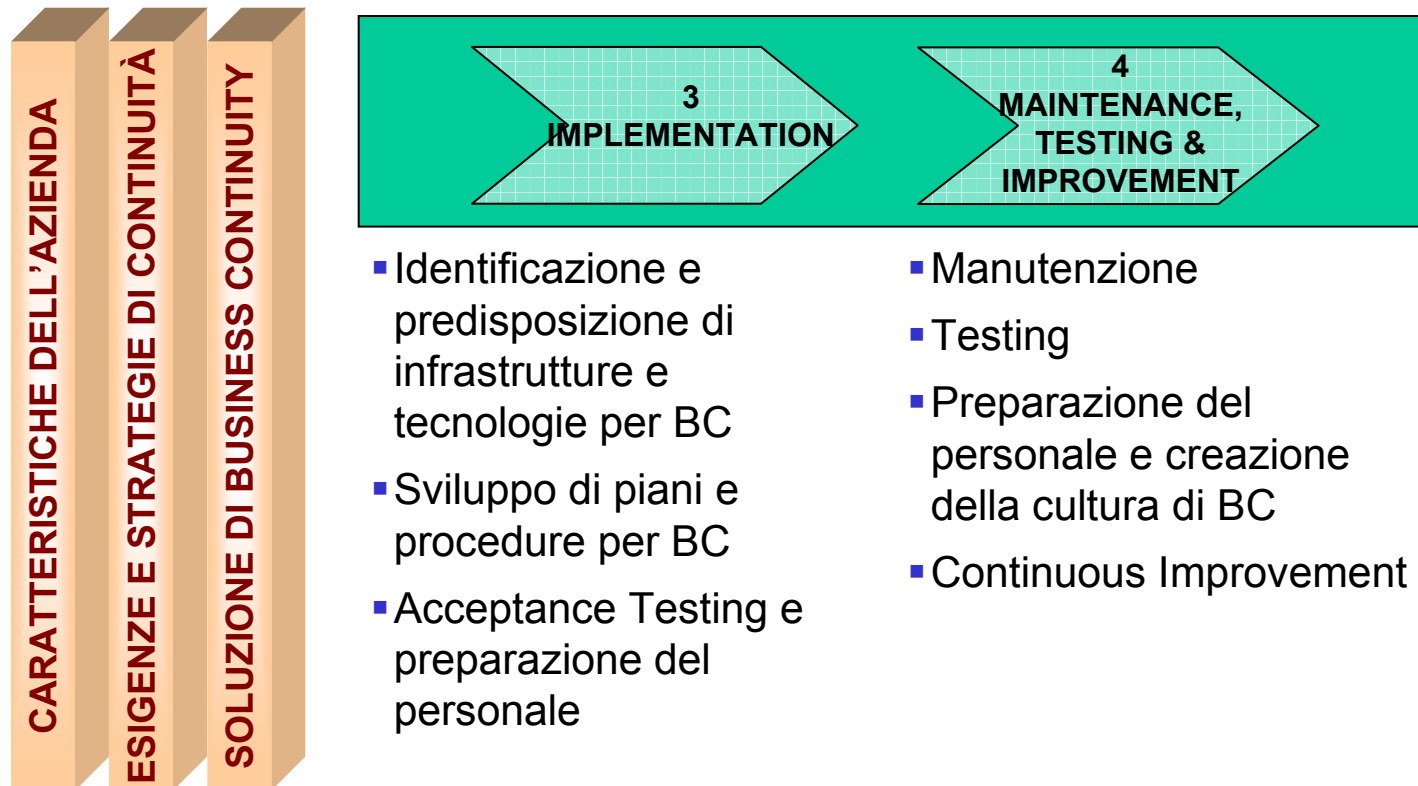 CARATTERISTICHE DELL’AZIENDA
ESIGENZE E STRATEGIE DI CONTINUITÀ
SOLUZIONE DI BUSINESS CONTINUITY
3
IMPLEMENTATION
4
MAINTENANCE,
TESTING &
IMPROVEMENT
▪Identificazione e
predisposizione di
infrastrutture e
tecnologie per BC
▪Sviluppo di piani e
procedure per BC
▪Acceptance Testing e
preparazione del
personale
▪Manutenzione
▪Testing
▪Preparazione del
personale e creazione
della cultura di BC
▪Continuous Improvement